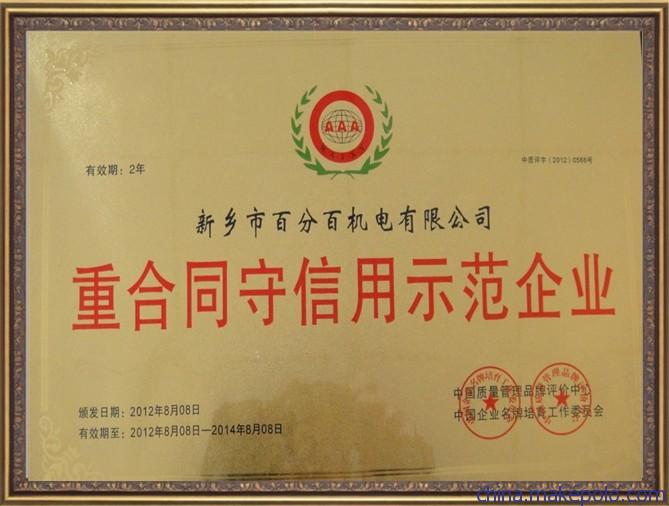 AAA
有效期：2年
中质评字（2012）0566号
新乡市百分百机电有限公司
重合同守信用示范企业
颁发日期：2012年8月08日
有效期至：2012年8月08日—2014年8月08日
中国质量管理品牌评价中心
中国企业名牌培育工作委员会
china.makepolo.com